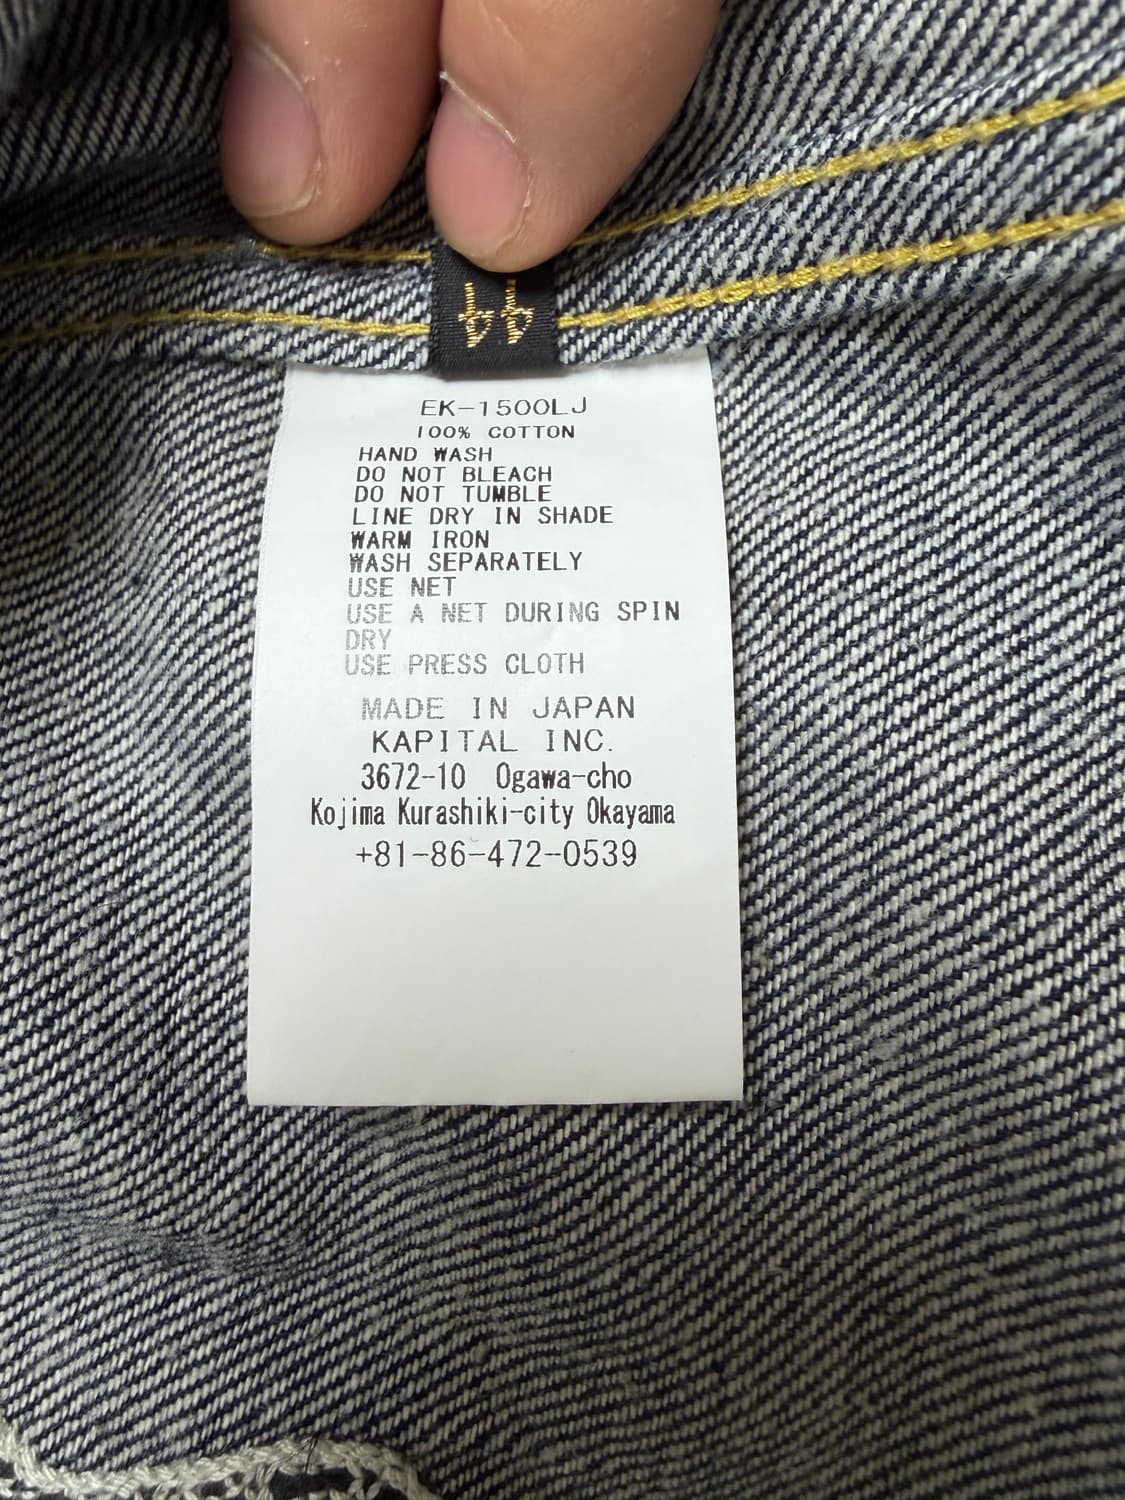 EK-1500LJ
100% COTTON
HAND WASH
DO NOT BLEACH
DO NOT TUMBLE
LINE DRY IN SHADE
WARM IRON
WASH SEPARATELY
USE NET
USE A NET DURING SPIN
DRY
USE PRESS CLOTH
MADE IN JAPAN
KAPITAL INC.
3672-10 Ogawa-cho
Kojima Kurashiki-city Okayama
+81-86-472-0539